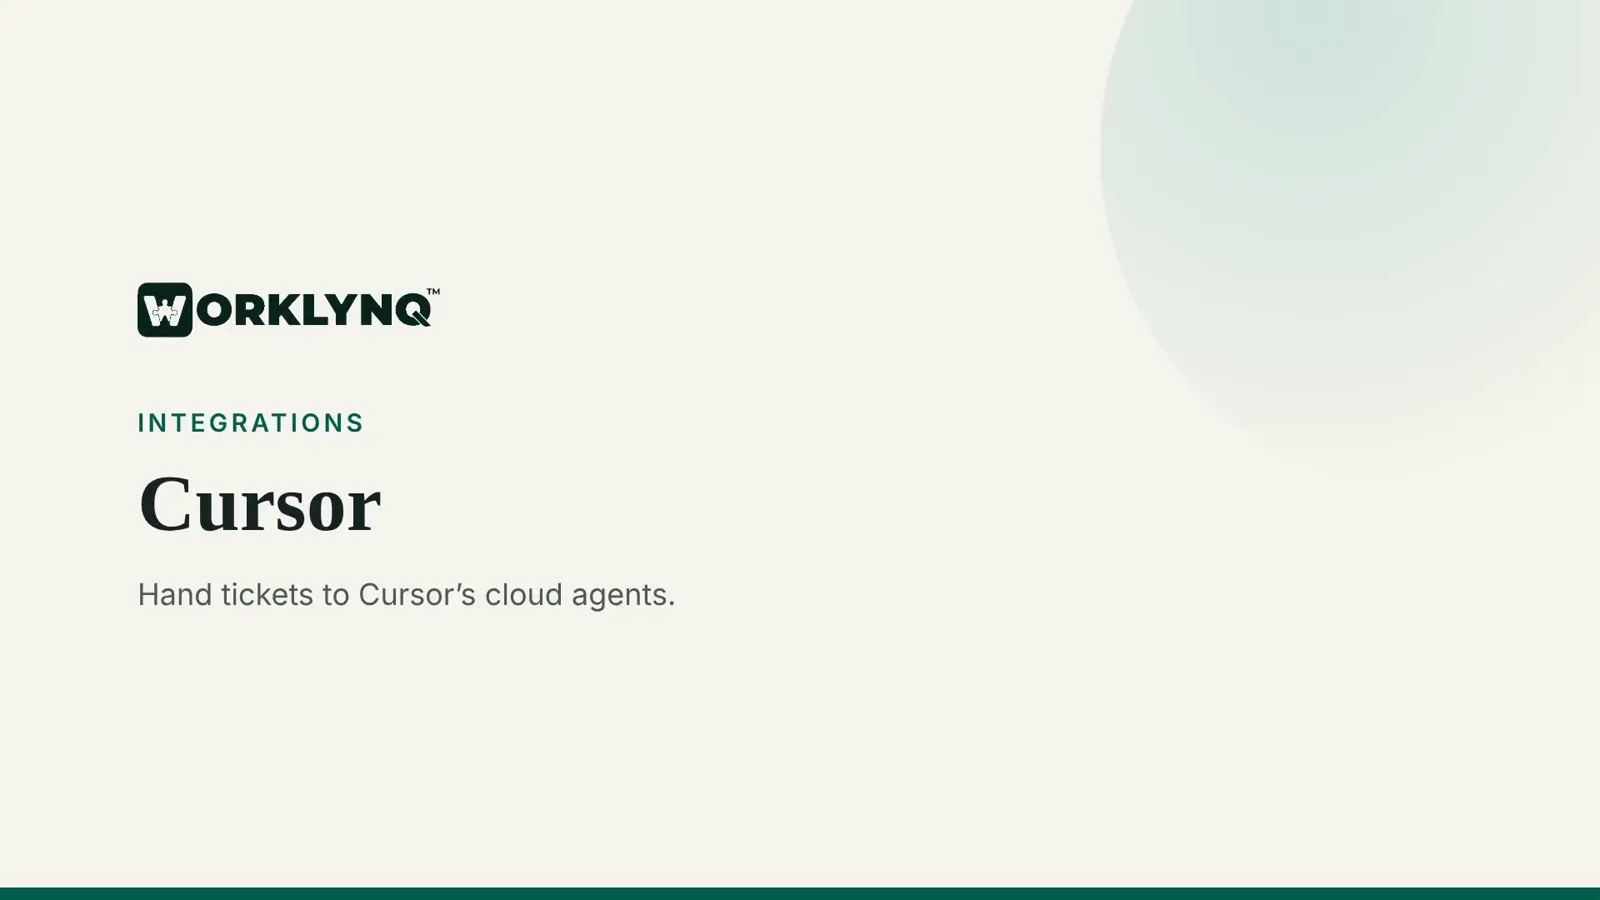 WORKLYNQ™
INTEGRATIONS
Cursor
Hand tickets to Cursor’s cloud agents.